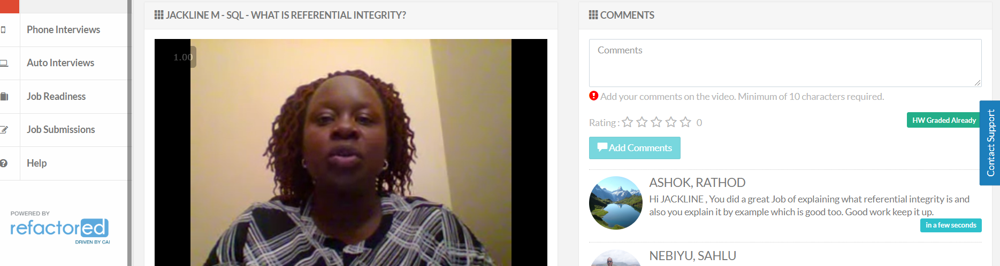 Phone Interviews
Auto Interviews
Job Readiness
Job Submissions
Help
POWERED BY
refactored
DRIVEN BY CAI
JACKLINE M - SQL - WHAT IS REFERENTIAL INTEGRITY?
1.00
COMMENTS
Comments
Add your comments on the video. Minimum of 10 characters required.
Rating : 0
HW Graded Already
Add Comments
Contact Support
ASHOK, RATHOD
Hi JACKLINE , You did a great Job of explaining what referential integrity is and
also you explain it by example which is good too. Good work keep it up.
in a few seconds
NEBIYU, SAHLU